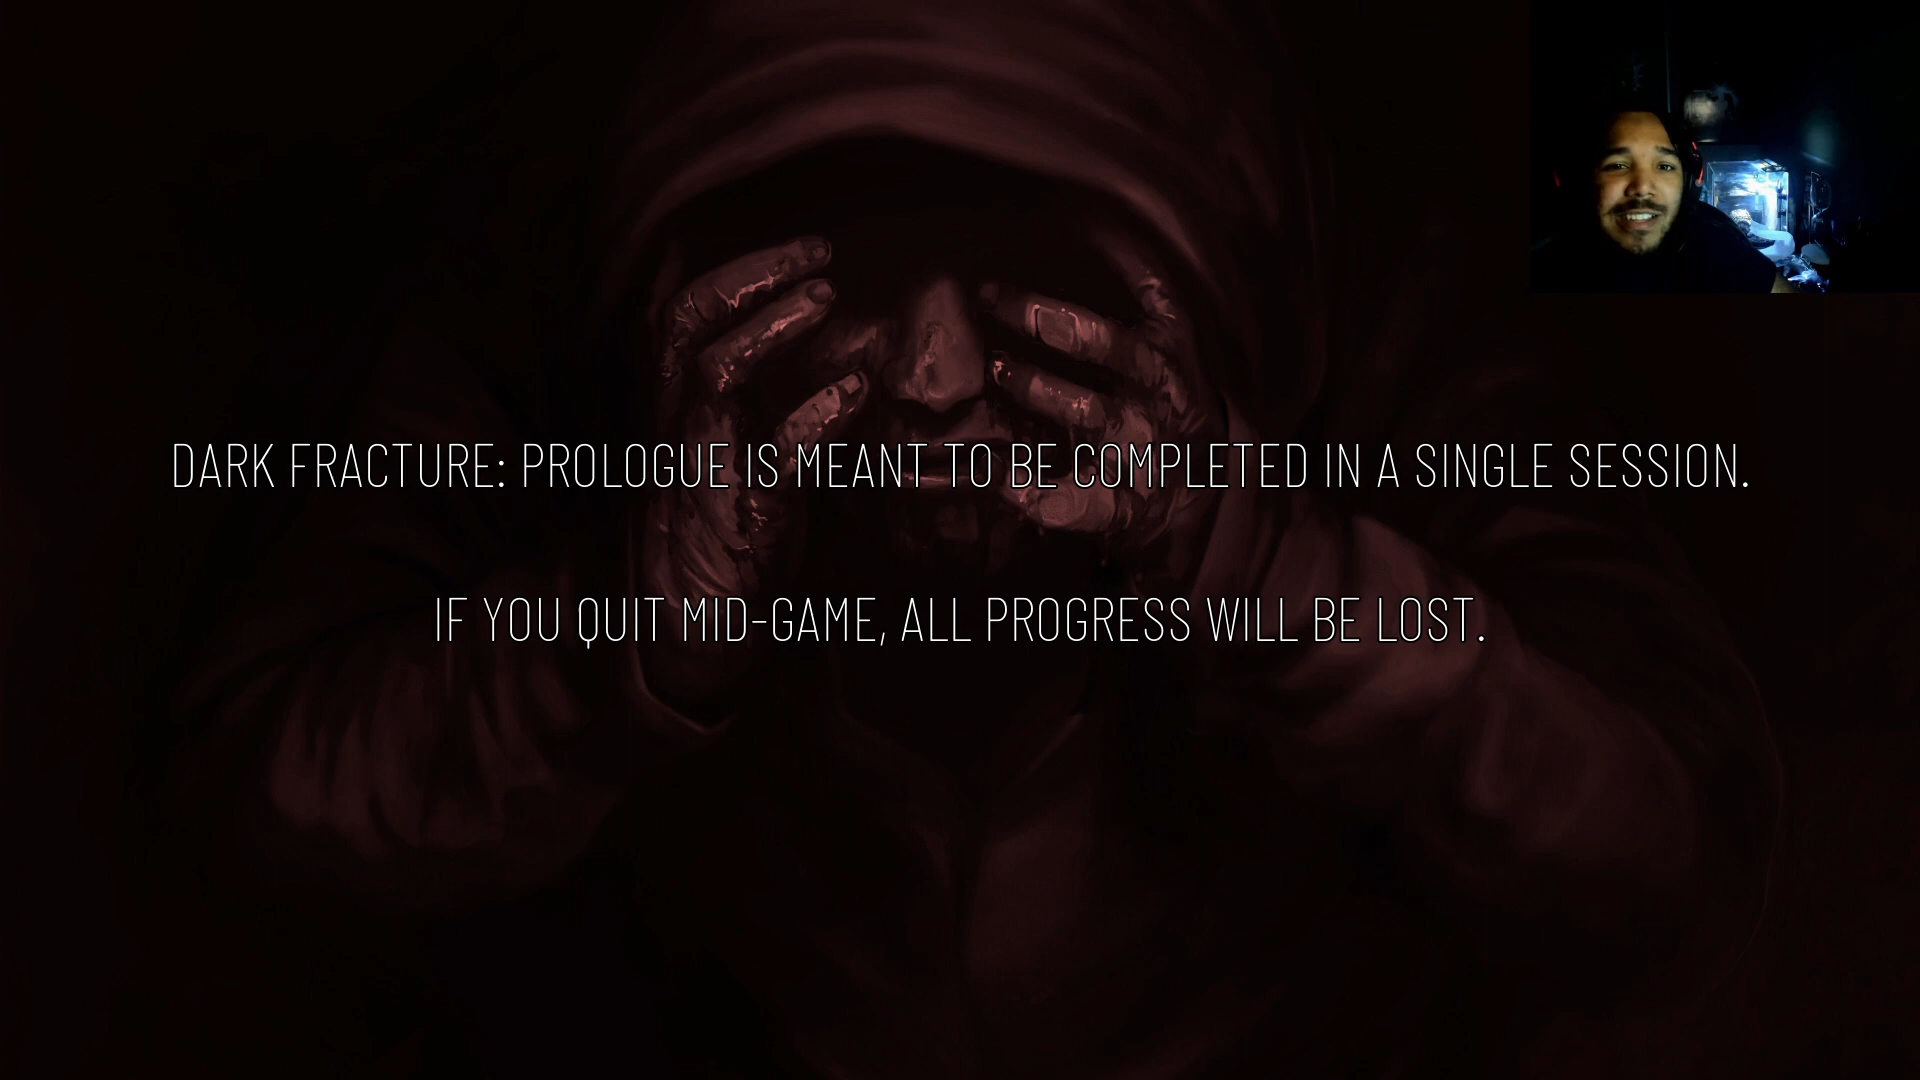 DARK FRACTURE: PROLOGUE IS MEANT TO BE COMPLETED IN A SINGLE SESSION.
IF YOU QUIT MID-GAME, ALL PROGRESS WILL BE LOST.